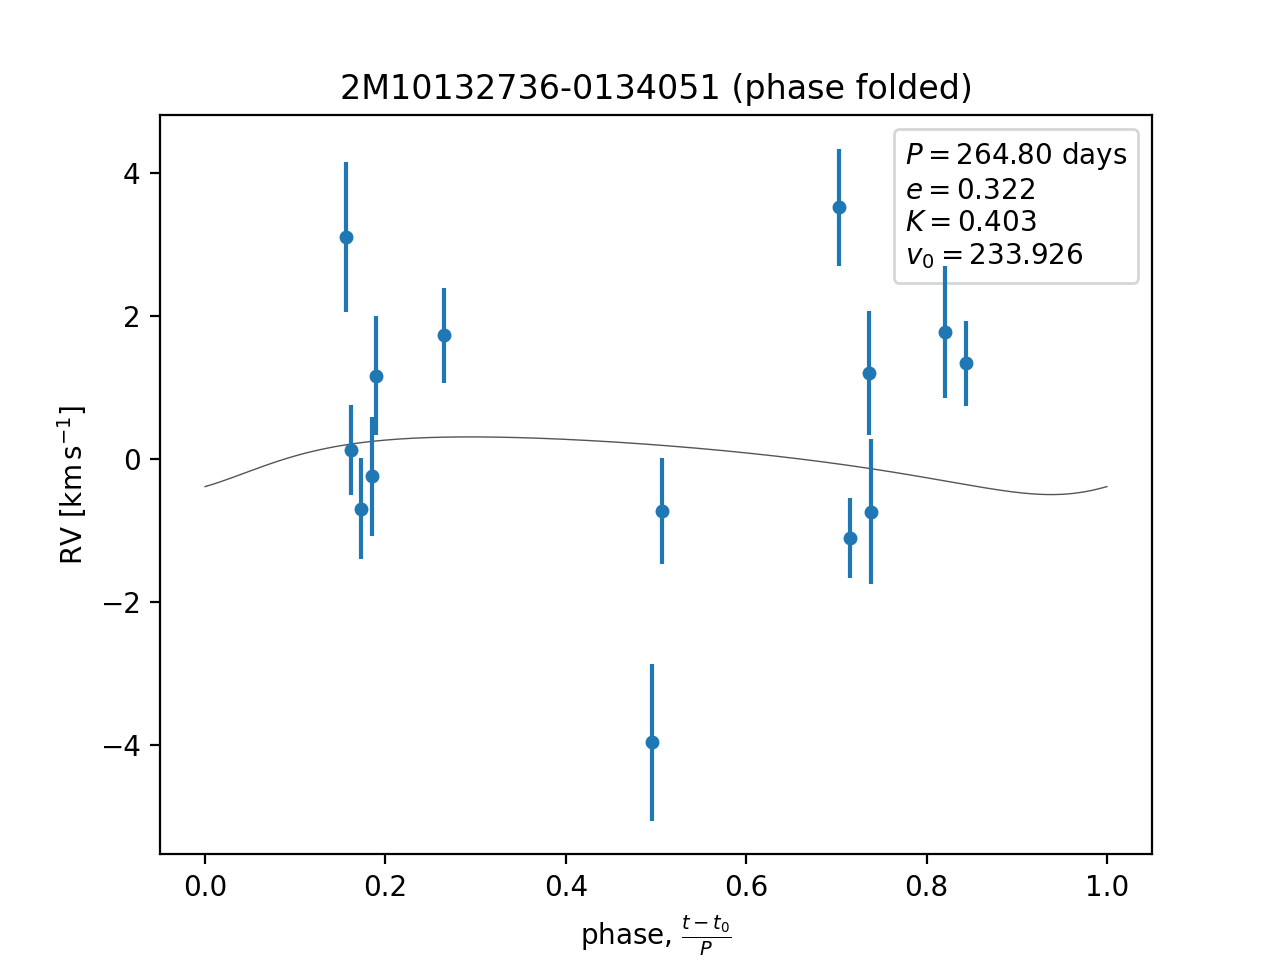 2M10132736-0134051 (phase folded)
P = 264.80 days
e = 0.322
K = 0.403
v₀ = 233.926
4
2
0
−2
−4
RV [km s⁻¹]
0.0 0.2 0.4 0.6 0.8 1.0
phase, (t − t₀)/P